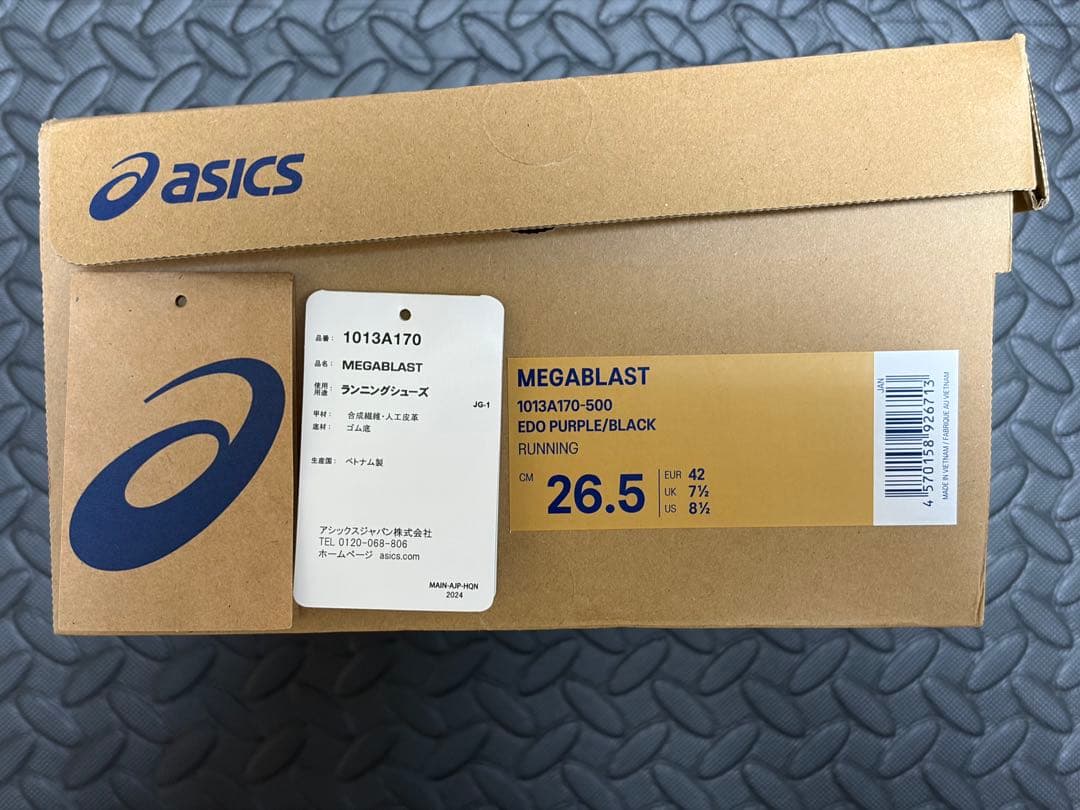 asics
品番: 1013A170
品名: MEGABLAST
使用
用途: ランニングシューズ
JG-1
甲材: 合成繊維・人工皮革
底材: ゴム底
生産国: ベトナム製
アシックスジャパン株式会社
TEL 0120-068-806
ホームページ asics.com
MAIN-AJP-HQN
2024
MEGABLAST
1013A170-500
EDO PURPLE/BLACK
RUNNING
CM 26.5
EUR 42
UK 7½
US 8½
JAN
4 570158 926713
MADE IN VIETNAM / FABRIQUE AU VIETNAM